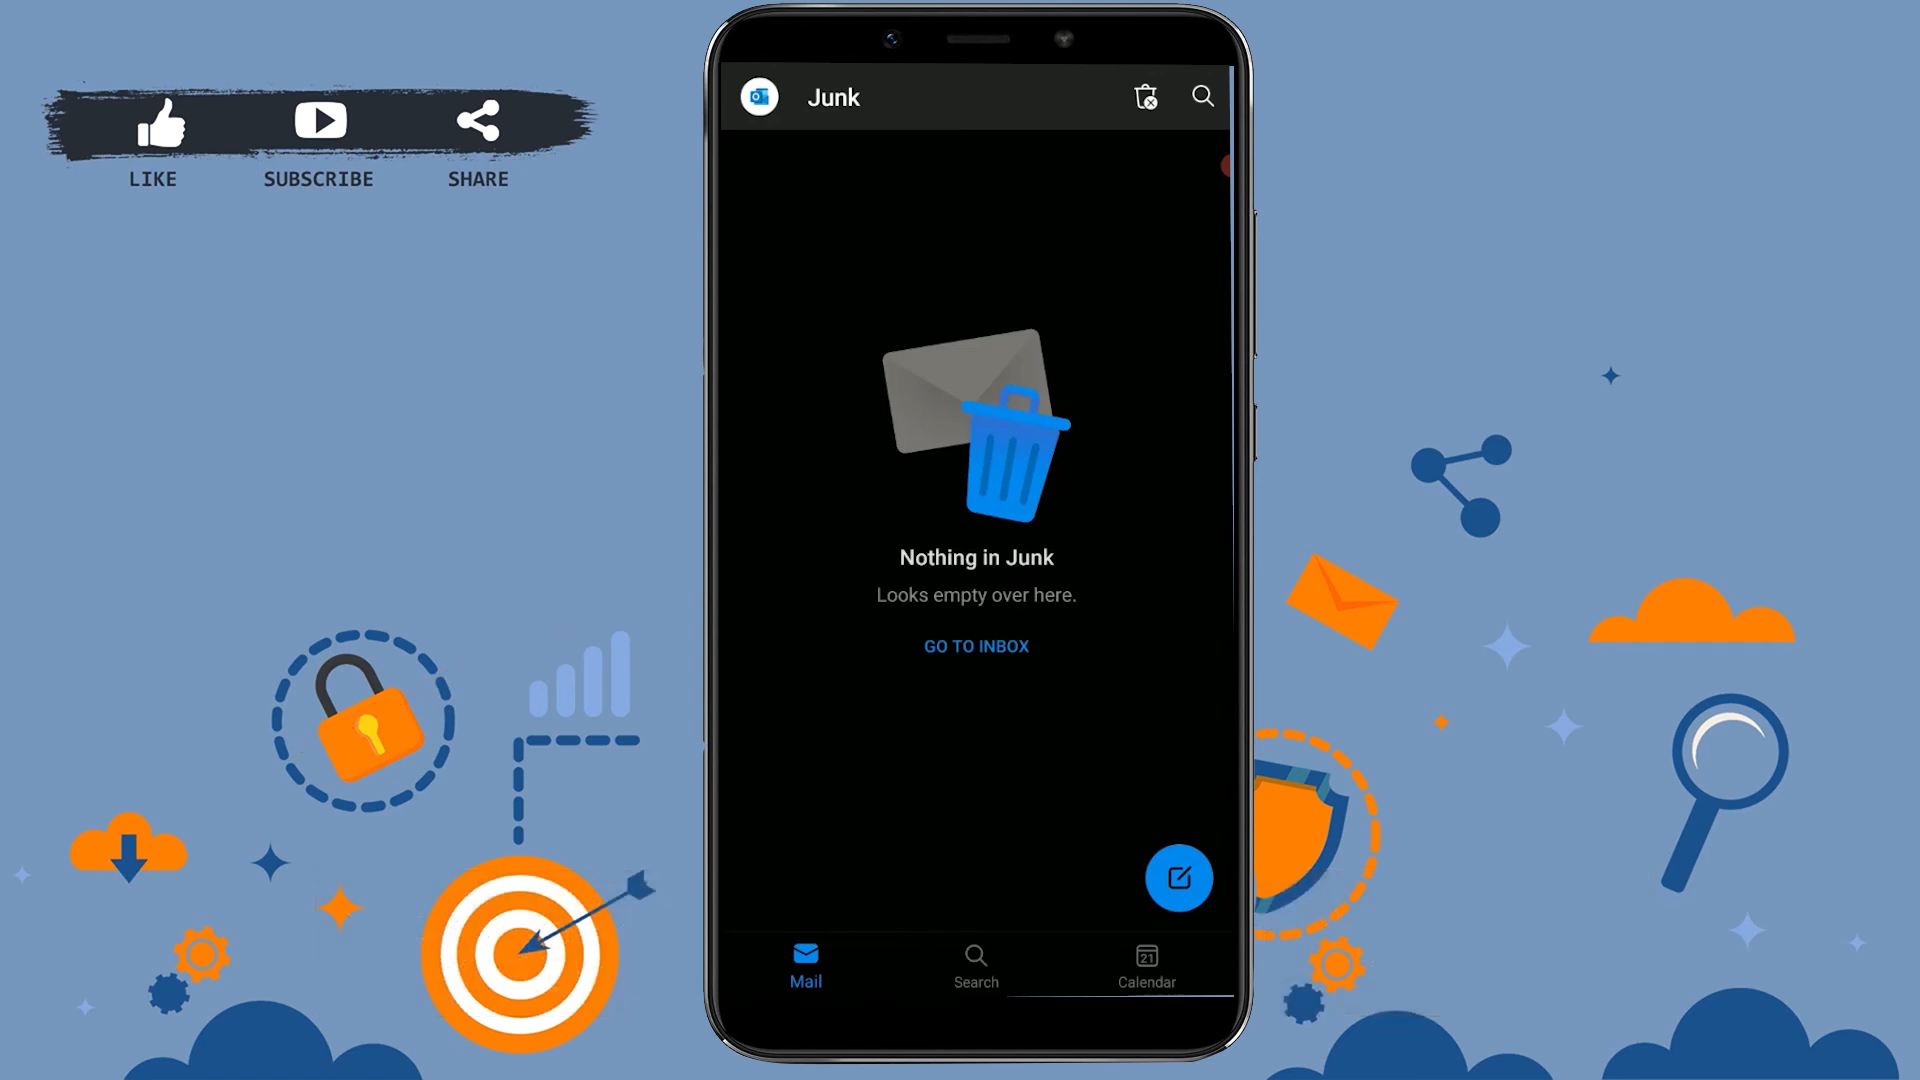 LIKE
SUBSCRIBE
SHARE
Junk
Nothing in Junk
Looks empty over here.
GO TO INBOX
Mail
Search
21
Calendar